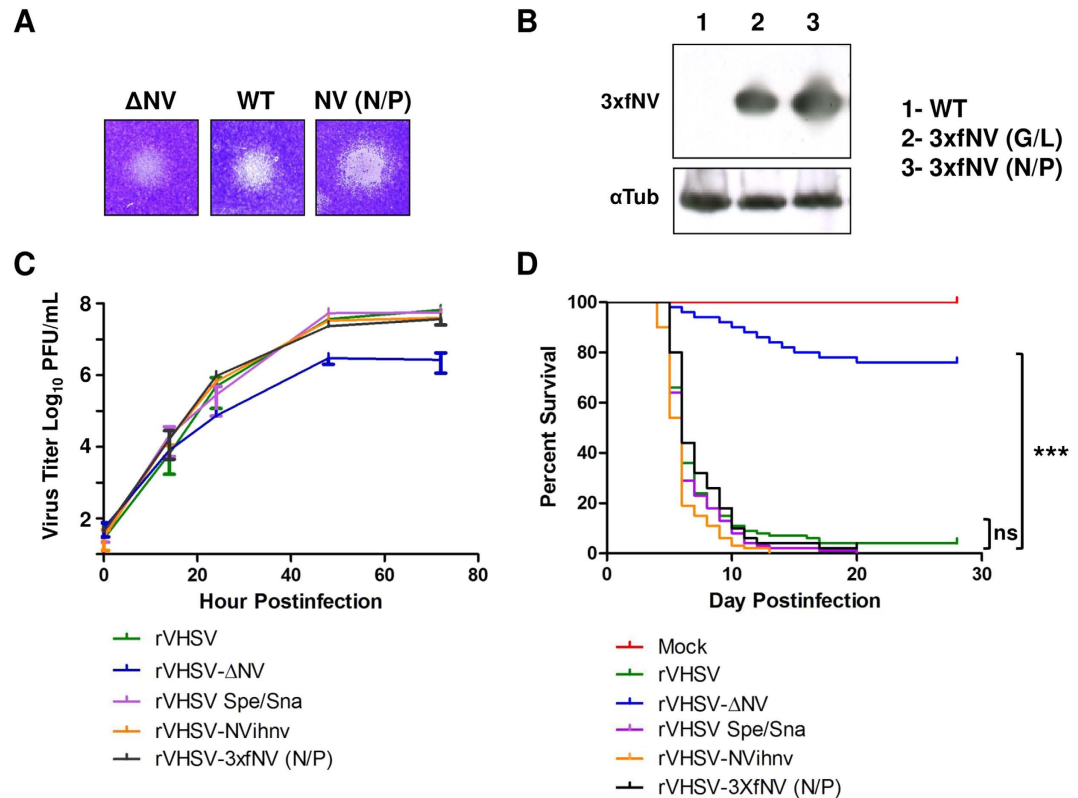 A
ΔNV WT NV (N/P)
B
1 2 3
3xfNV
αTub
1- WT
2- 3xfNV (G/L)
3- 3xfNV (N/P)
C
Virus Titer Log10 PFU/mL
8
6
4
2
0 20 40 60 80
Hour Postinfection
rVHSV
rVHSV-ΔNV
rVHSV Spe/Sna
rVHSV-NVihnv
rVHSV-3xfNV (N/P)
D
Percent Survival
100
80
60
40
20
0
0 10 20 30
***
ns
Day Postinfection
Mock
rVHSV
rVHSV-ΔNV
rVHSV Spe/Sna
rVHSV-NVihnv
rVHSV-3XfNV (N/P)